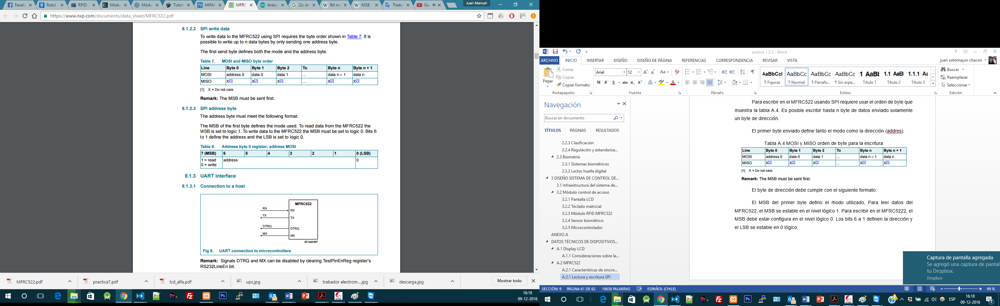 Faceb
Robó
RFID:
Módu
Módu
Tutori
MIFAR
MFRC
Arduin
i2c de
Bit má
MSB -
Tradu
Gu
Juan Manuel
https://www.nxp.com/documents/data_sheet/MFRC522.pdf
8.1.2.2 SPI write data
To write data to the MFRC522 using SPI requires the byte order shown in Table 7. It is
possible to write up to n data bytes by only sending one address byte.
The first send byte defines both the mode and the address byte.
Table 7. MOSI and MISO byte order
Line Byte 0 Byte 1 Byte 2 To Byte n Byte n + 1
MOSI address 0 data 0 data 1 ... data n − 1 data n
MISO X[1] X[1] X[1] ... X[1] X[1]
[1] X = Do not care.
Remark: The MSB must be sent first.
8.1.2.3 SPI address byte
The address byte must meet the following format.
The MSB of the first byte defines the mode used. To read data from the MFRC522 the
MSB is set to logic 1. To write data to the MFRC522 the MSB must be set to logic 0. Bits 6
to 1 define the address and the LSB is set to logic 0.
Table 8. Address byte 0 register; address MOSI
7 (MSB) 6 5 4 3 2 1 0 (LSB)
1 = read address 0
0 = write
8.1.3 UART interface
8.1.3.1 Connection to a host
MFRC522
RX RX
TX TX
DTRQ DTRQ
MX MX
001aak587
Fig 8. UART connection to microcontrollers
Remark: Signals DTRQ and MX can be disabled by clearing TestPinEnReg register's
RS232LineEn bit.
MFRC522.pdf
practica7.pdf
lcd_alfa.pdf
ups.jpg
trabador electrom....jpg
descarga.jpg
Mostrar todo
16:18
09-12-2016
avance 1.2.2 - Word
ARCHIVO INICIO INSERTAR DISEÑO DISEÑO DE PÁGINA REFERENCIAS CORRESPONDENCIA REVISAR VISTA
juan sotomayor chacon
Pegar
Cortar
Copiar
Copiar formato
Portapapeles
Arial 12
N K S abc x₂ x²
Fuente
Párrafo
AaBbCcI AaBbCc AaBbCc AaBbCc 1 AaBb 1.1 AaBl 1.1.1 Aa
¶ Figuras ¶ Normal ¶ Párrafo... ¶ Sin espa... Título 1 Título 2 Título 3
Estilos
Buscar
Reemplazar
Seleccionar
Edición
Navegación
Buscar en documento
TÍTULOS PÁGINAS RESULTADOS
2.2.3 Clasificación
2.2.4 Regulación y estandariza...
2.3 Biometría
2.3.1 Sistemas biométricos
2.3.2 Lector huella digital
3 DISEÑO SISTEMA DE CONTROL DE...
3.1 Infraestructura del sistema de...
3.2 Módulo control de acceso
3.2.1 Pantalla LCD
3.2.2 Teclado matricial
3.2.3 Módulo RFID MFRC522
3.2.4 Sensor biométrico
3.2.5 Microcontrolador
ANEXO A
DATOS TÉCNICOS DE DISPOSITIVOS...
A.1 Display LCD
A.1.1 Consideraciones sobre la...
A.2 MFRC522
A.2.1 Características de sincro...
A.2.1 Lectura y escritura SPI
Para escribir en el MFRC522 usando SPI requiere usar el orden de byte que
muestra la tabla A.4. Es posible escribir hasta n byte de datos enviado solamente
un byte de dirección.
El primer byte enviado define tanto el modo como la dirección (addres).
Tabla A.4 MOSI y MISO orden de byte para la escritura
Line Byte 0 Byte 1 Byte 2 To Byte n Byte n + 1
MOSI address 0 data 0 data 1 ... data n − 1 data n
MISO X[1] X[1] X[1] ... X[1] X[1]
[1] X = Do not care.
Remark: The MSB must be sent first.
El byte de dirección debe cumplir con el siguiente formato.
El MSB del primer byte defino el modo utilizado, Para leer datos del
MFRC522, el MSB se estable en el nivel lógico 1. Para escribir en el MFRC5222, el
MSB debe estar configura en el nivel lógico 0. Los bits 6 a 1 definen la dirección y
el LSB se estable en 0 lógico.
Captura de pantalla agregada
Se agregó una captura de pantal
tu Dropbox.
Dropbox
SECCIÓN: 9 PÁGINA 61 DE 62 10638 PALABRAS ESPAÑOL (CHILE)
90 %
ESP
16:18
09-12-2016